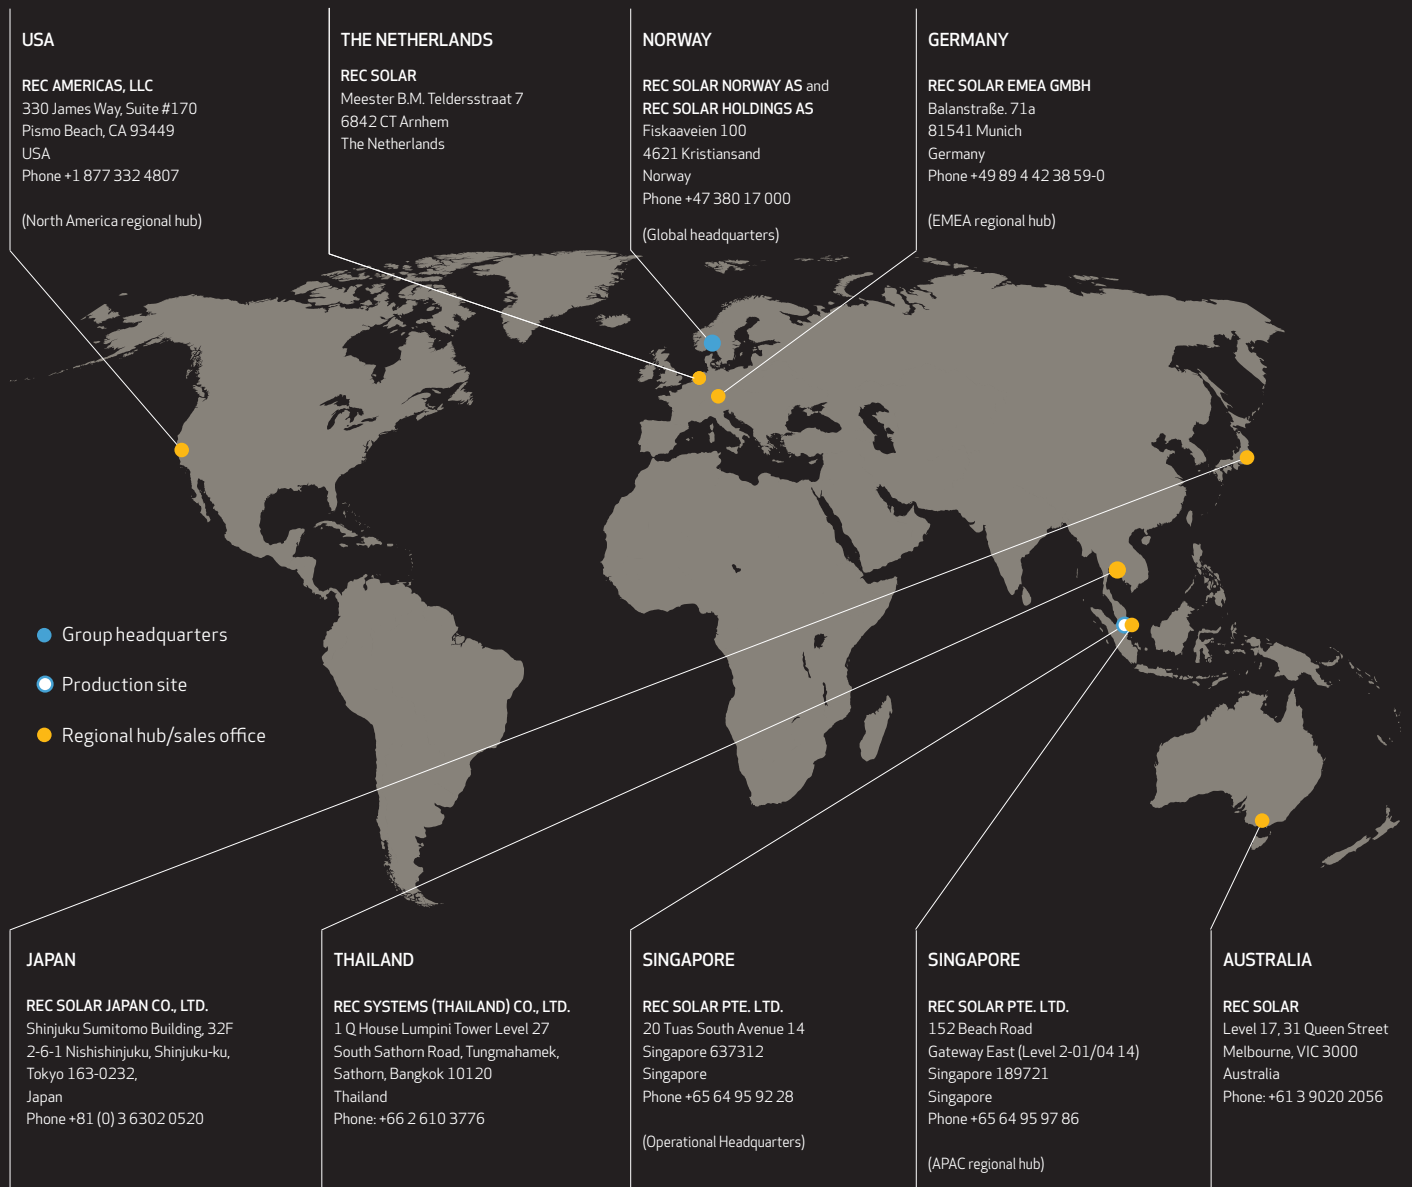 USA
REC AMERICAS, LLC
330 James Way, Suite #170
Pismo Beach, CA 93449
USA
Phone +1 877 332 4807
(North America regional hub)
THE NETHERLANDS
REC SOLAR
Meester B.M. Teldersstraat 7
6842 CT Arnhem
The Netherlands
NORWAY
REC SOLAR NORWAY AS and
REC SOLAR HOLDINGS AS
Fiskaaveien 100
4621 Kristiansand
Norway
Phone +47 380 17 000
(Global headquarters)
GERMANY
REC SOLAR EMEA GMBH
Balanstraße. 71a
81541 Munich
Germany
Phone +49 89 4 42 38 59-0
(EMEA regional hub)
Group headquarters
Production site
Regional hub/sales office
JAPAN
REC SOLAR JAPAN CO., LTD.
Shinjuku Sumitomo Building, 32F
2-6-1 Nishishinjuku, Shinjuku-ku,
Tokyo 163-0232,
Japan
Phone +81 (0) 3 6302 0520
THAILAND
REC SYSTEMS (THAILAND) CO., LTD.
1 Q House Lumpini Tower Level 27
South Sathorn Road, Tungmahamek,
Sathorn, Bangkok 10120
Thailand
Phone: +66 2 610 3776
SINGAPORE
REC SOLAR PTE. LTD.
20 Tuas South Avenue 14
Singapore 637312
Singapore
Phone +65 64 95 92 28
(Operational Headquarters)
SINGAPORE
REC SOLAR PTE. LTD.
152 Beach Road
Gateway East (Level 2-01/04 14)
Singapore 189721
Singapore
Phone +65 64 95 97 86
(APAC regional hub)
AUSTRALIA
REC SOLAR
Level 17, 31 Queen Street
Melbourne, VIC 3000
Australia
Phone: +61 3 9020 2056